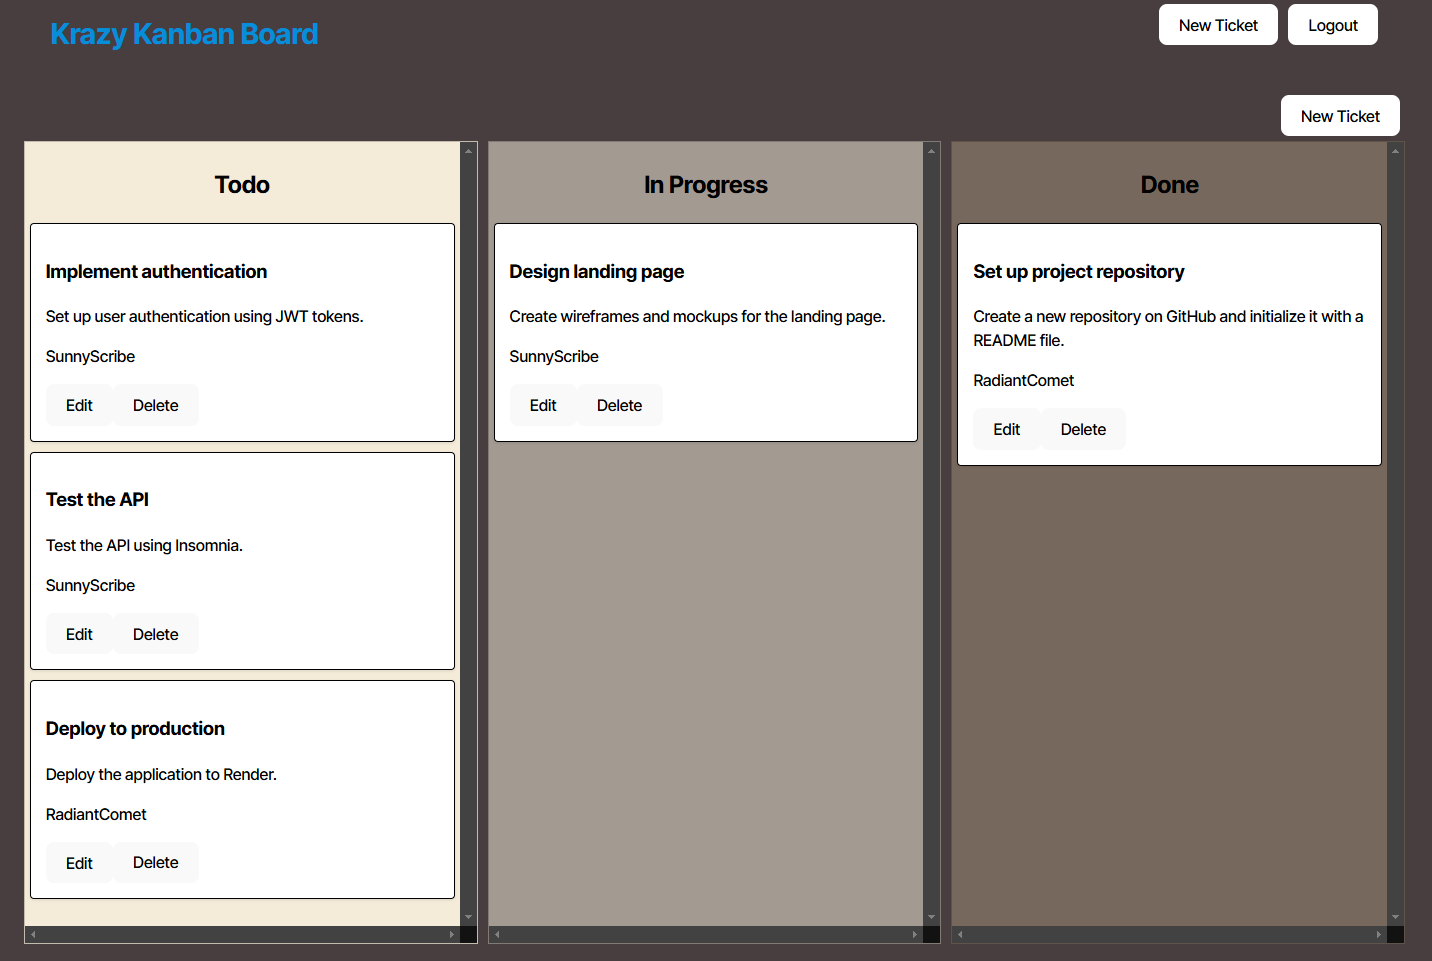 Krazy Kanban Board
New Ticket
Logout
New Ticket
Todo
Implement authentication
Set up user authentication using JWT tokens.
SunnyScribe
Edit
Delete
Test the API
Test the API using Insomnia.
SunnyScribe
Edit
Delete
Deploy to production
Deploy the application to Render.
RadiantComet
Edit
Delete
In Progress
Design landing page
Create wireframes and mockups for the landing page.
SunnyScribe
Edit
Delete
Done
Set up project repository
Create a new repository on GitHub and initialize it with a
README file.
RadiantComet
Edit
Delete